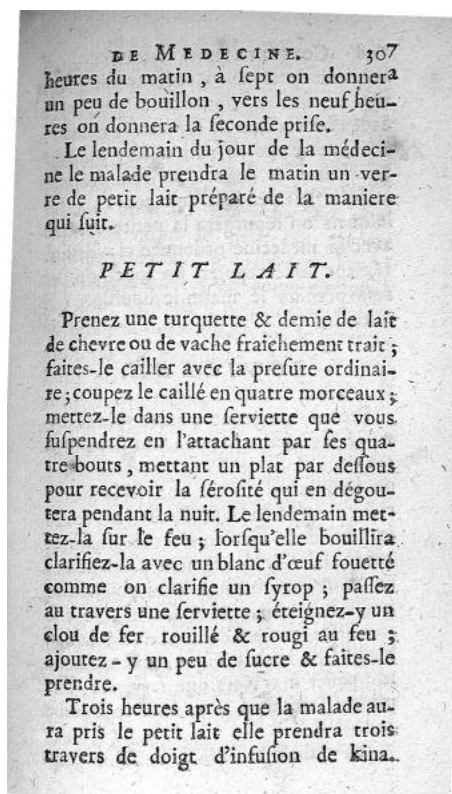 DE MEDECINE. 307
heures du matin, à ſept on donnera
un peu de bouillon, vers les neuf heu-
res on donnera la ſeconde priſe.
Le lendemain du jour de la médeci-
ne le malade prendra le matin un ver-
re de petit lait préparé de la maniere
qui ſuit.
PETIT LAIT.
Prenez une turquette & demie de lait
de chevre ou de vache fraichement trait ;
faites-le cailler avec la preſure ordinai-
re ; coupez le caillé en quatre morceaux ;
mettez-le dans une ſerviette que vous
ſuſpendrez en l'attachant par ſes qua-
tre bouts, mettant un plat par deſſous
pour recevoir la féroſité qui en dégou-
tera pendant la nuit. Le lendemain met-
tez-la ſur le feu ; lorſqu'elle bouillira
clarifiez-la avec un blanc d'œuf fouetté
comme on clarifie un ſyrop ; paſſez
au travers une ſerviette ; éteignez-y un
clou de fer rouillé & rougi au feu ;
ajoutez-y un peu de ſucre & faites-le
prendre.
Trois heures après que la malade au-
ra pris le petit lait elle prendra trois
travers de doigt d'infuſion de kina.